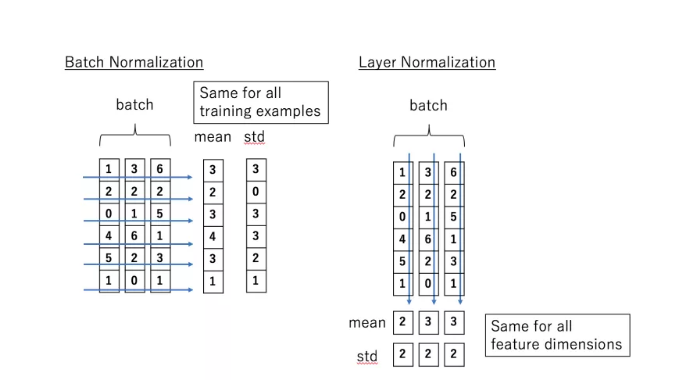 Batch Normalization
Same for all
training examples
batch
mean std
1 3 6 3 3
2 2 2 2 0
0 1 5 3 3
4 6 1 4 3
5 2 3 3 2
1 0 1 1 1
Layer Normalization
batch
1 3 6
2 2 2
0 1 5
4 6 1
5 2 3
1 0 1
mean 2 3 3
std 2 2 2
Same for all
feature dimensions